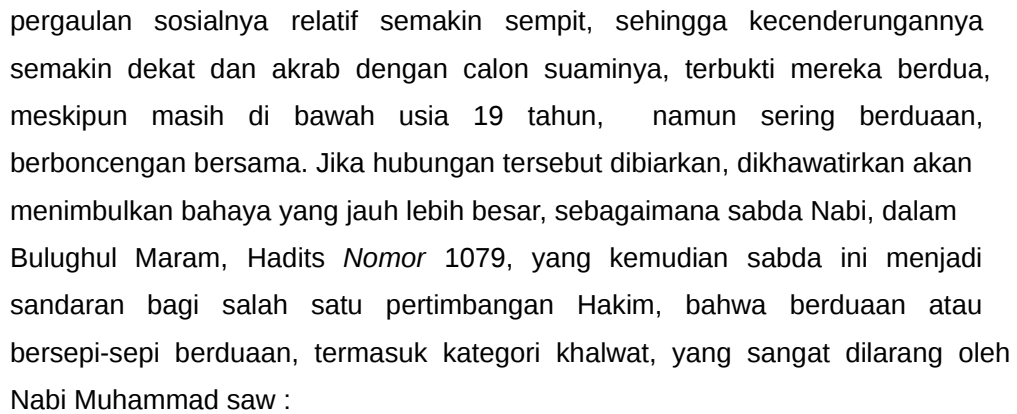 pergaulan sosialnya relatif semakin sempit, sehingga kecenderungannya
semakin dekat dan akrab dengan calon suaminya, terbukti mereka berdua,
meskipun masih di bawah usia 19 tahun, namun sering berduaan,
berboncengan bersama. Jika hubungan tersebut dibiarkan, dikhawatirkan akan
menimbulkan bahaya yang jauh lebih besar, sebagaimana sabda Nabi, dalam
Bulughul Maram, Hadits Nomor 1079, yang kemudian sabda ini menjadi
sandaran bagi salah satu pertimbangan Hakim, bahwa berduaan atau
bersepi-sepi berduaan, termasuk kategori khalwat, yang sangat dilarang oleh
Nabi Muhammad saw :